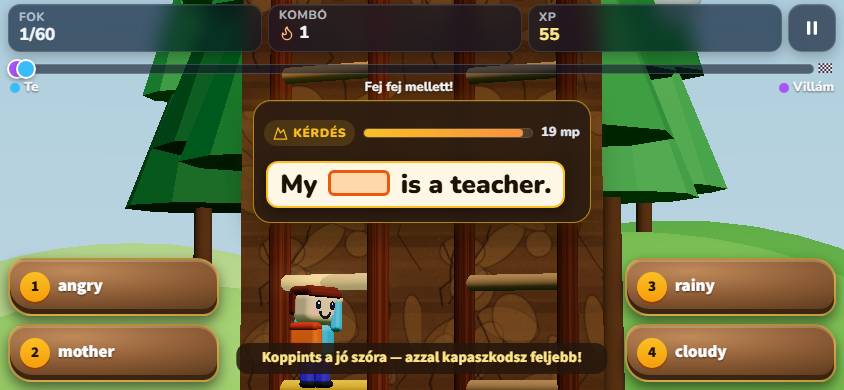 FOK
1/60
KOMBÓ
1
XP
55
Te
Fej fej mellett!
Villám
KÉRDÉS
19 mp
My is a teacher.
1 angry
2 mother
3 rainy
4 cloudy
Koppints a jó szóra — azzal kapaszkodsz feljebb!